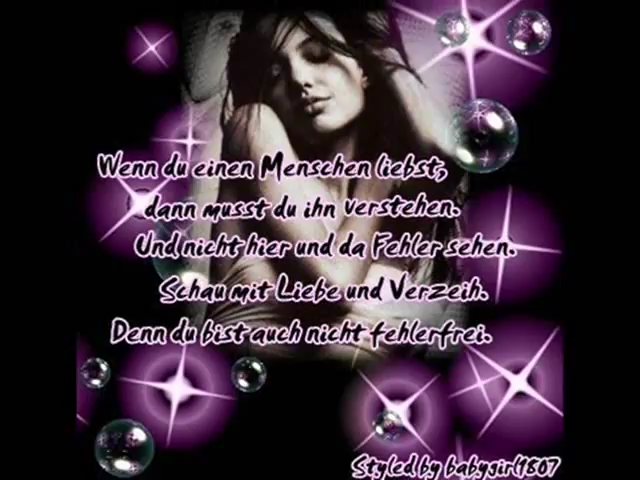 Wenn du einen Menschen liebst,
dann musst du ihn verstehen.
Und nicht hier und da Fehler sehen.
Schau mit Liebe und Verzeih.
Denn du bist auch nicht fehlerfrei.
Styled by babygirl1807